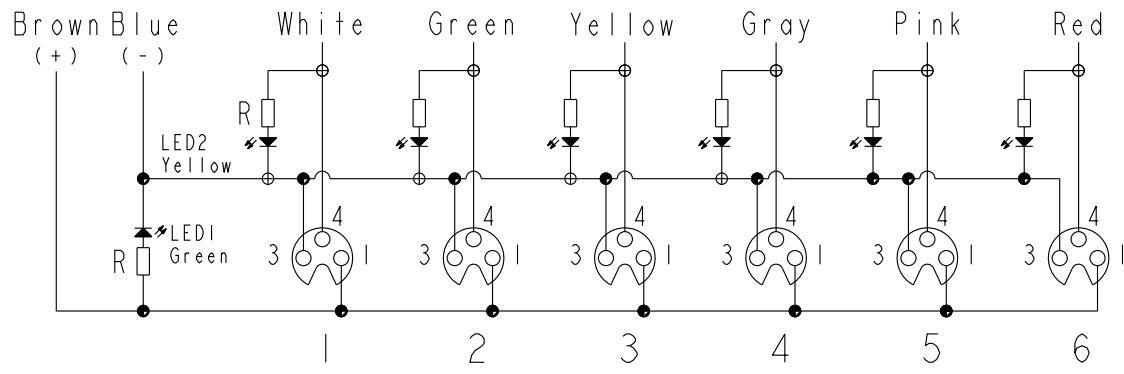 Brown Blue White Green Yellow Gray Pink Red
(+) (-)
R
LED2
Yellow
4 4 4 4 4 4
LED1
3 1 3 1 3 1 3 1 3 1 3 1
Green
R
1 2 3 4 5 6